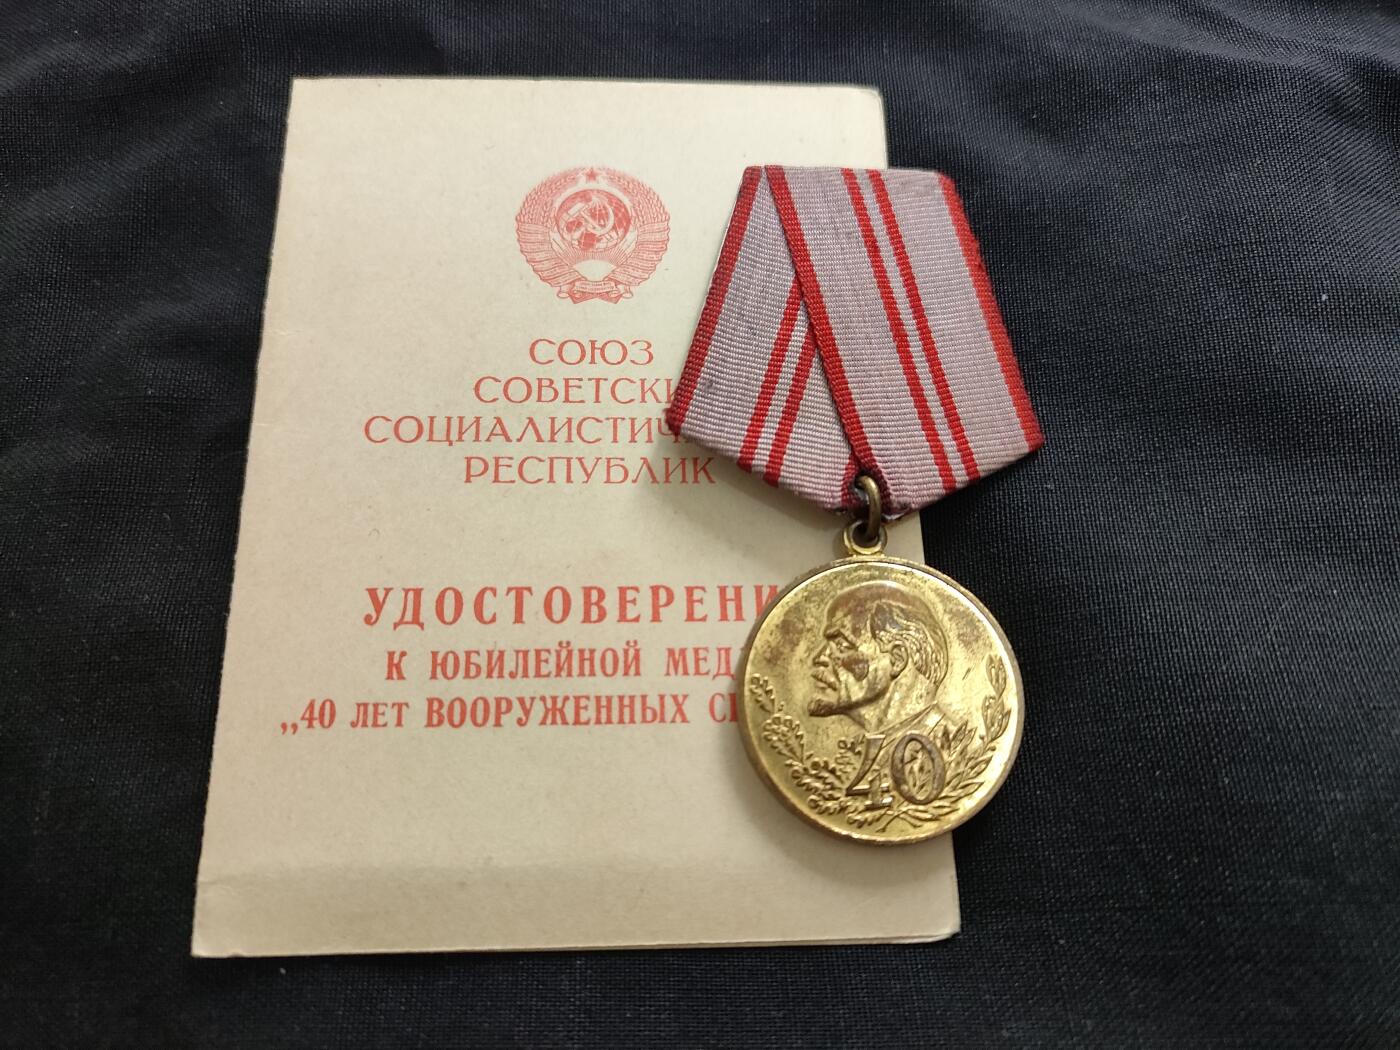 СОЮЗ
СОВЕТСКИ
СОЦИАЛИСТИЧ
РЕСПУБЛИК
УДОСТОВЕРЕНИ
К ЮБИЛЕЙНОЙ МЕД
„40 ЛЕТ ВООРУЖЕННЫХ С
40